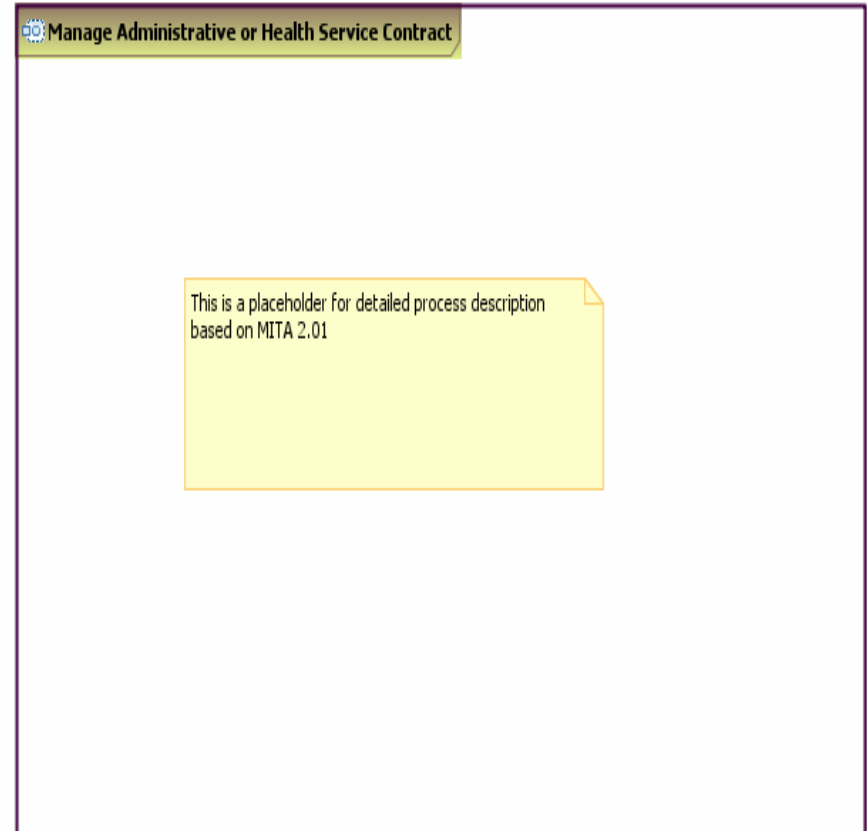 Manage Administrative or Health Service Contract
This is a placeholder for detailed process description
based on MITA 2.01